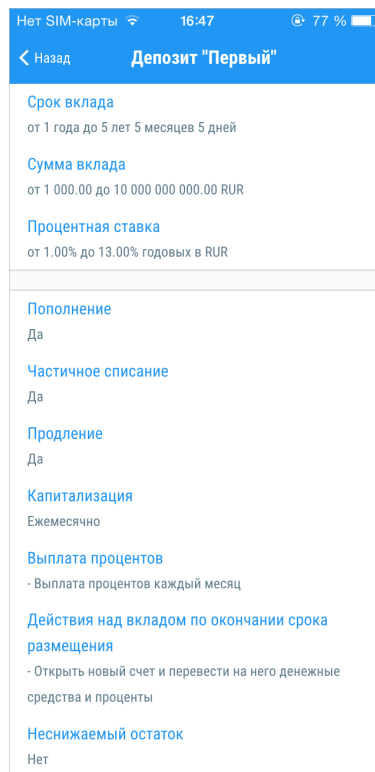 Нет SIM-карты 16:47 77 %
Назад Депозит "Первый"
Срок вклада
от 1 года до 5 лет 5 месяцев 5 дней
Сумма вклада
от 1 000.00 до 10 000 000 000.00 RUR
Процентная ставка
от 1.00% до 13.00% годовых в RUR
Пополнение
Да
Частичное списание
Да
Продление
Да
Капитализация
Ежемесячно
Выплата процентов
- Выплата процентов каждый месяц
Действия над вкладом по окончании срока
размещения
- Открыть новый счет и перевести на него денежные
средства и проценты
Неснижаемый остаток
Нет